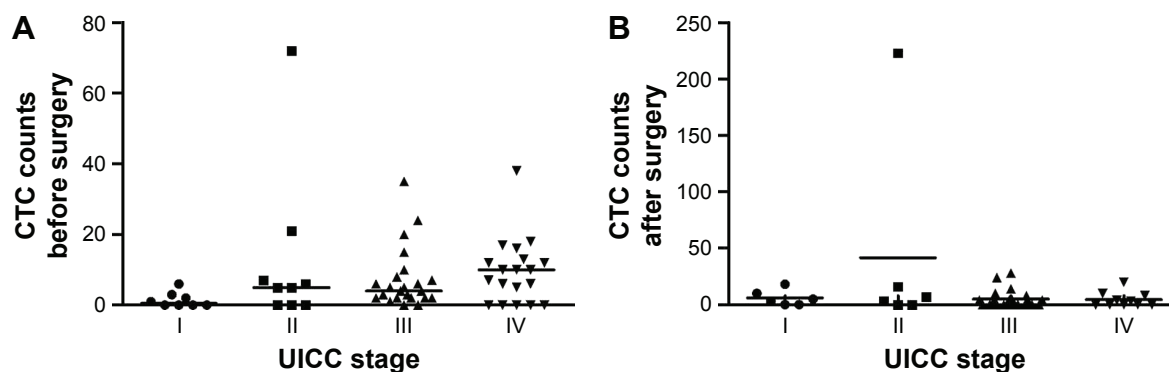 A
CTC counts
before surgery
80
60
40
20
0
I II III IV
UICC stage
B
CTC counts
after surgery
250
200
150
100
50
0
I II III IV
UICC stage